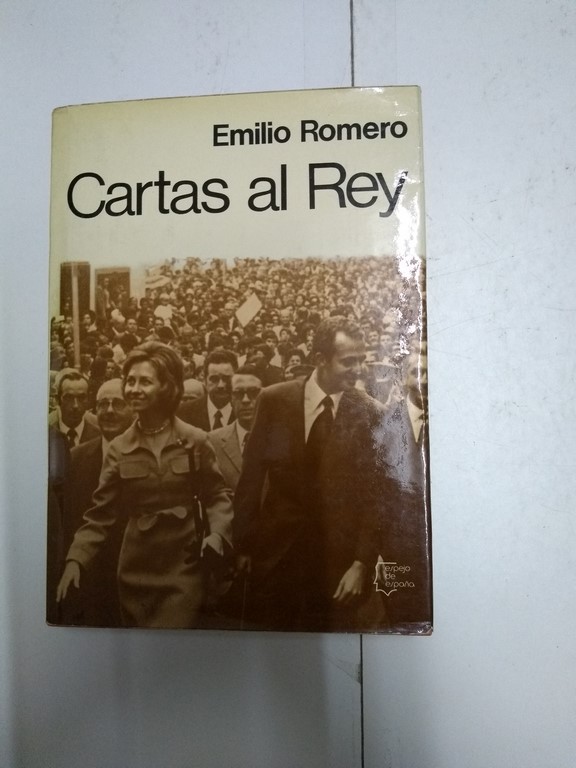 Emilio Romero
Cartas al Rey
espejo
de
españa